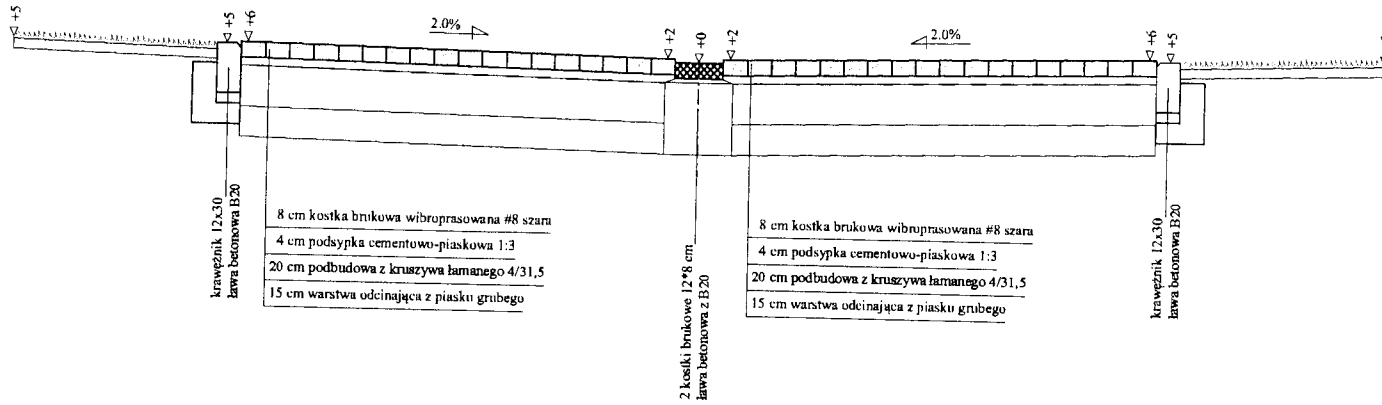 +5
+5
+6
2.0%
+2
+0
+2
2.0%
+6
+5
krawężnik 12x30
ława betonowa B20
8 cm kostka brukowa wibroprasowana #8 szara
4 cm podsypka cementowo-piaskowa 1:3
20 cm podbudowa z kruszywa łamanego 4/31,5
15 cm warstwa odcinająca z piasku grubego
2 kostki brukowe 12*8 cm
ława betonowa z B20
8 cm kostka brukowa wibroprasowana #8 szara
4 cm podsypka cementowo-piaskowa 1:3
20 cm podbudowa z kruszywa łamanego 4/31,5
15 cm warstwa odcinająca z piasku grubego
krawężnik 12x30
ława betonowa B20